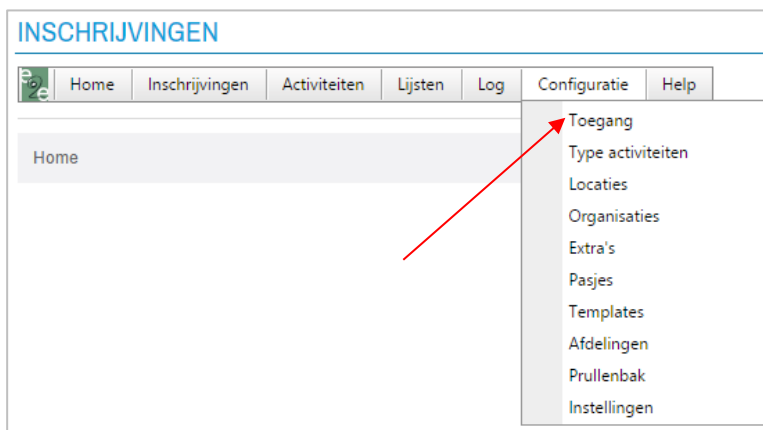 INSCHRIJVINGEN
e2e Home Inschrijvingen Activiteiten Lijsten Log Configuratie Help
Toegang
Type activiteiten
Home
Locaties
Organisaties
Extra's
Pasjes
Templates
Afdelingen
Prullenbak
Instellingen